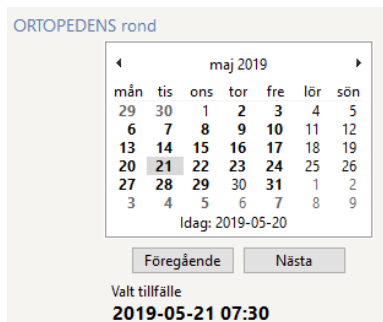 ORTOPEDENS rond
maj 2019
mån tis ons tor fre lör sön
29 30 1 2 3 4 5
6 7 8 9 10 11 12
13 14 15 16 17 18 19
20 21 22 23 24 25 26
27 28 29 30 31 1 2
3 4 5 6 7 8 9
Idag: 2019-05-20
Föregående Nästa
Valt tillfälle
2019-05-21 07:30